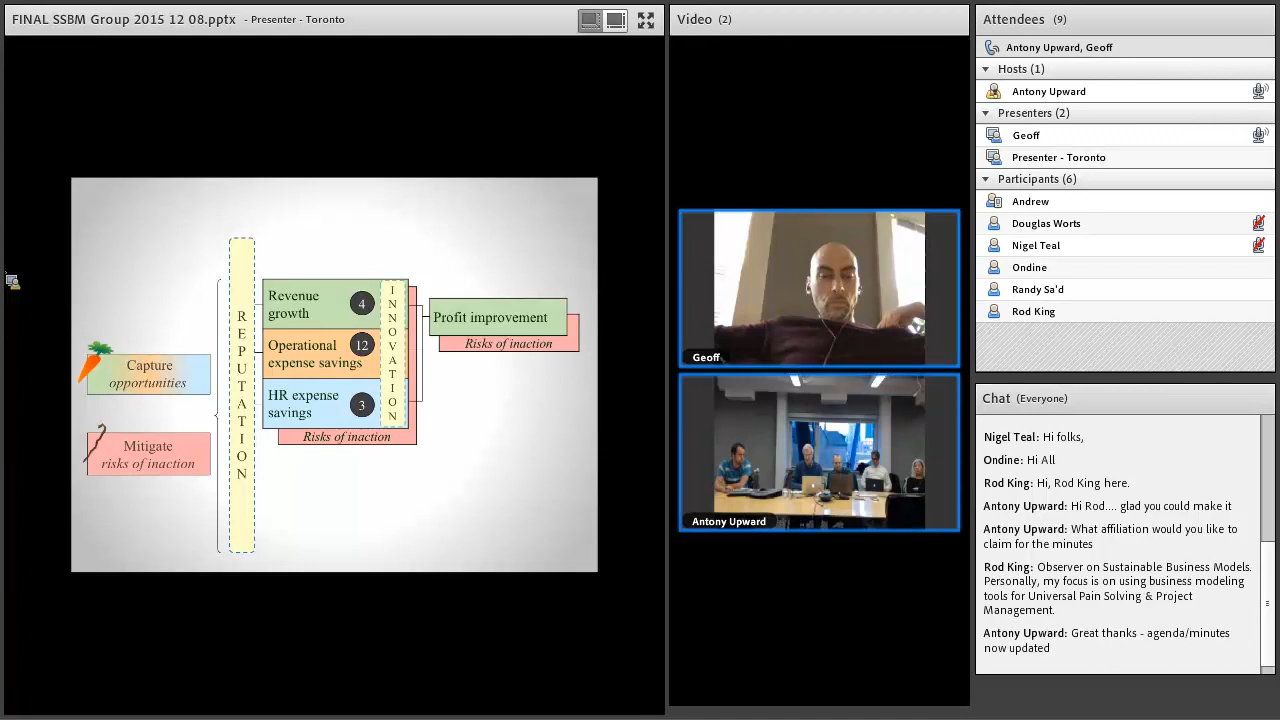 FINAL SSBM Group 2015 12 08.pptx - Presenter - Toronto
Capture
opportunities
Mitigate
risks of inaction
REPUTATION
Revenue
growth
4
Operational
expense savings
12
HR expense
savings
3
INNOVATION
Risks of inaction
Profit improvement
Risks of inaction
Video (2)
Geoff
Antony Upward
Attendees (9)
Antony Upward, Geoff
Hosts (1)
Antony Upward
Presenters (2)
Geoff
Presenter - Toronto
Participants (6)
Andrew
Douglas Worts
Nigel Teal
Ondine
Randy Sa'd
Rod King
Chat (Everyone)
Nigel Teal: Hi folks,
Ondine: Hi All
Rod King: Hi, Rod King here.
Antony Upward: Hi Rod.... glad you could make it
Antony Upward: What affiliation would you like to
claim for the minutes
Rod King: Observer on Sustainable Business Models.
Personally, my focus is on using business modeling
tools for Universal Pain Solving & Project
Management.
Antony Upward: Great thanks - agenda/minutes
now updated